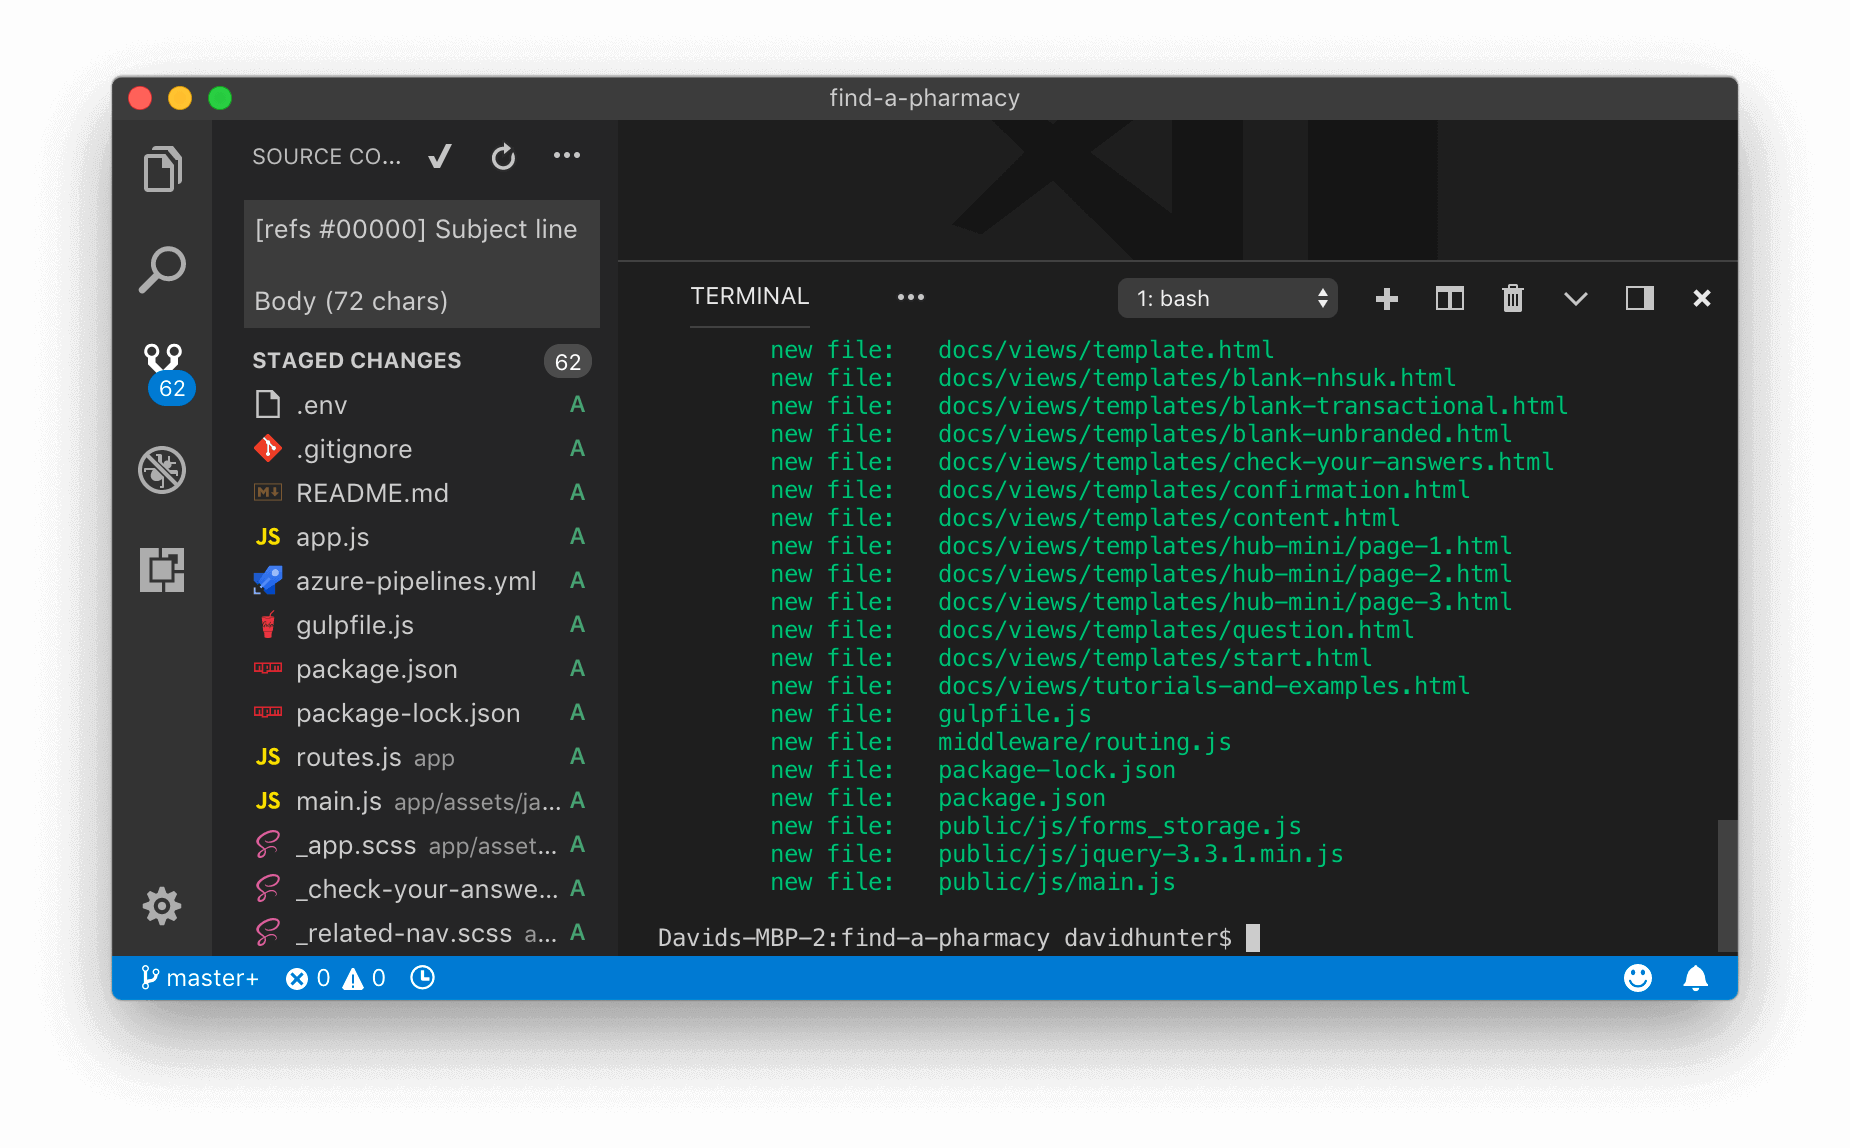 find-a-pharmacy
SOURCE CO...
[refs #00000] Subject line
Body (72 chars)
STAGED CHANGES 62
62
.env A
.gitignore A
README.md A
JS app.js A
azure-pipelines.yml A
gulpfile.js A
package.json A
package-lock.json A
JS routes.js app A
JS main.js app/assets/ja... A
_app.scss app/asset... A
_check-your-answe... A
_related-nav.scss a... A
TERMINAL
1: bash
new file: docs/views/template.html
new file: docs/views/templates/blank-nhsuk.html
new file: docs/views/templates/blank-transactional.html
new file: docs/views/templates/blank-unbranded.html
new file: docs/views/templates/check-your-answers.html
new file: docs/views/templates/confirmation.html
new file: docs/views/templates/content.html
new file: docs/views/templates/hub-mini/page-1.html
new file: docs/views/templates/hub-mini/page-2.html
new file: docs/views/templates/hub-mini/page-3.html
new file: docs/views/templates/question.html
new file: docs/views/templates/start.html
new file: docs/views/tutorials-and-examples.html
new file: gulpfile.js
new file: middleware/routing.js
new file: package-lock.json
new file: package.json
new file: public/js/forms_storage.js
new file: public/js/jquery-3.3.1.min.js
new file: public/js/main.js
Davids-MBP-2:find-a-pharmacy davidhunter$
master+ 0 0